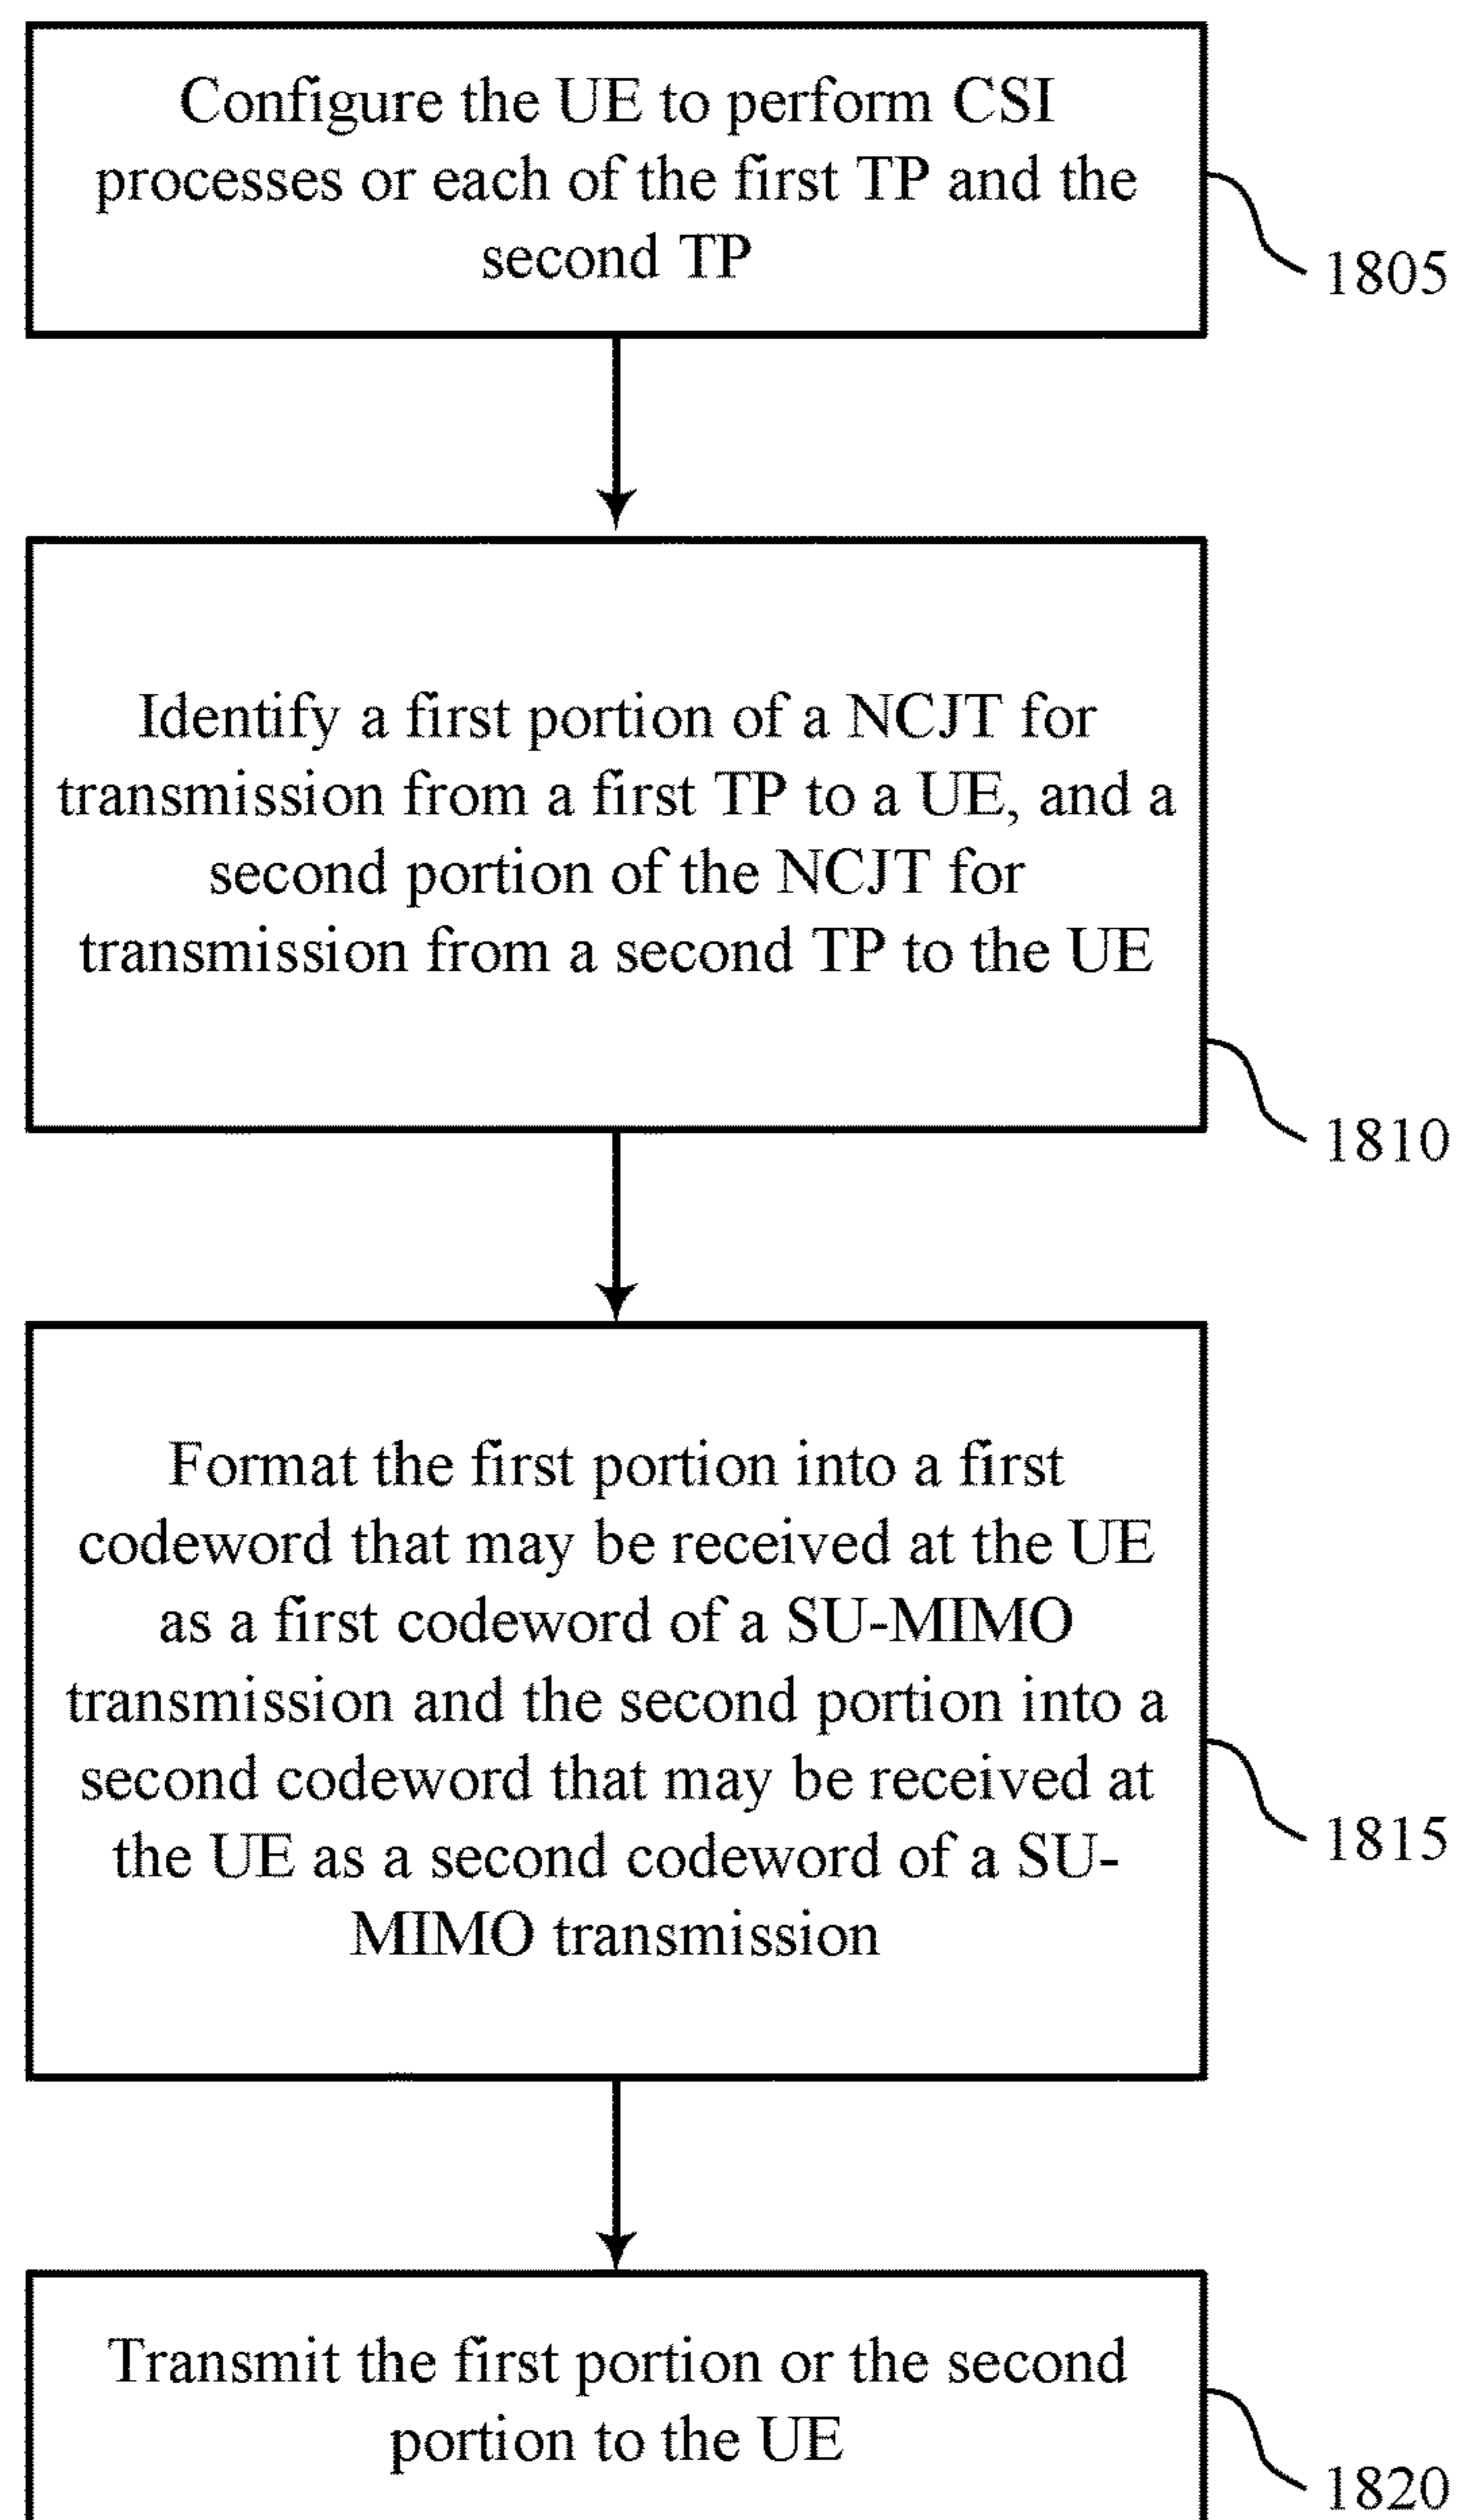 Configure the UE to perform CSI
processes or each of the first TP and the
second TP
1805
Identify a first portion of a NCJT for
transmission from a first TP to a UE, and a
second portion of the NCJT for
transmission from a second TP to the UE
1810
Format the first portion into a first
codeword that may be received at the UE
as a first codeword of a SU-MIMO
transmission and the second portion into a
second codeword that may be received at
the UE as a second codeword of a SU-
MIMO transmission
1815
Transmit the first portion or the second
portion to the UE
1820